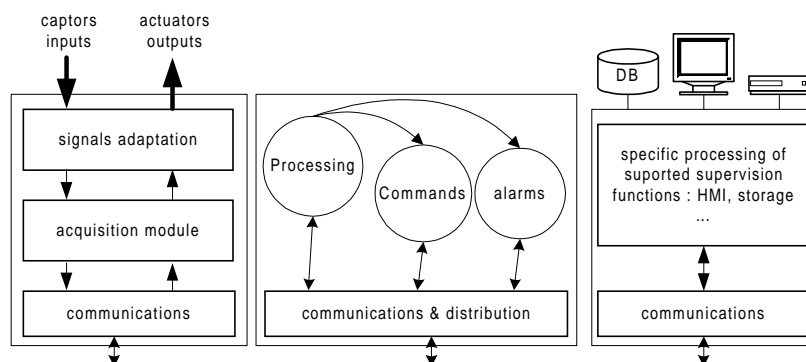 captors
inputs
actuators
outputs
signals adaptation
acquisition module
communications
Processing
Commands
alarms
communications & distribution
DB
specific processing of
suported supervision
functions : HMI, storage
...
communications